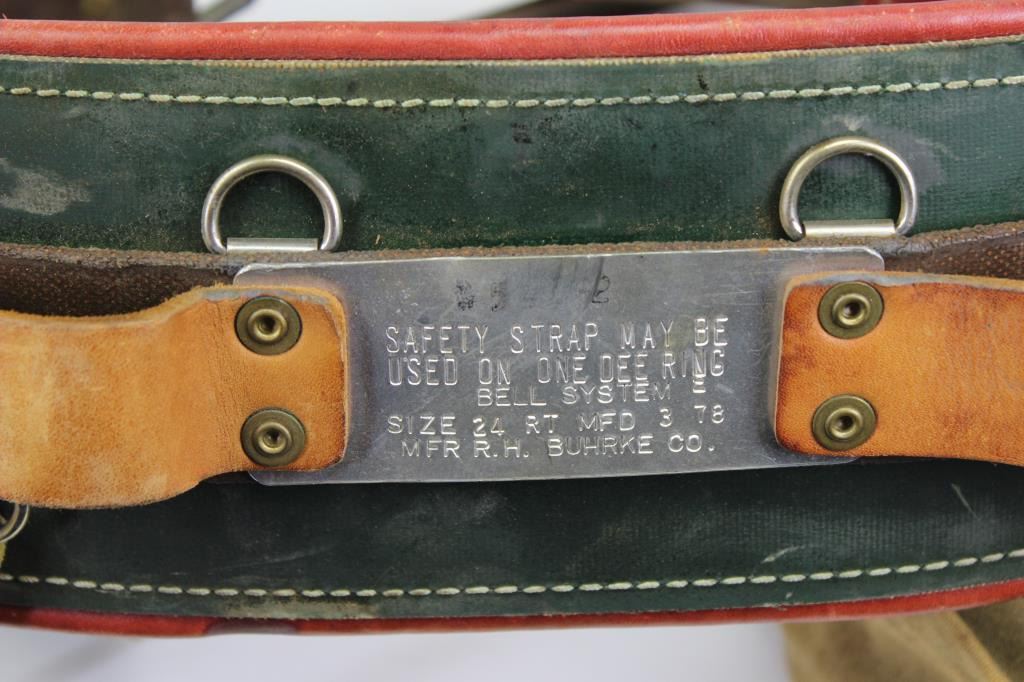 SAFETY STRAP MAY BE
USED ON ONE DEE RING
BELL SYSTEM E
SIZE 24 RT MFD 3 78
MFR R.H. BUHRKE CO.